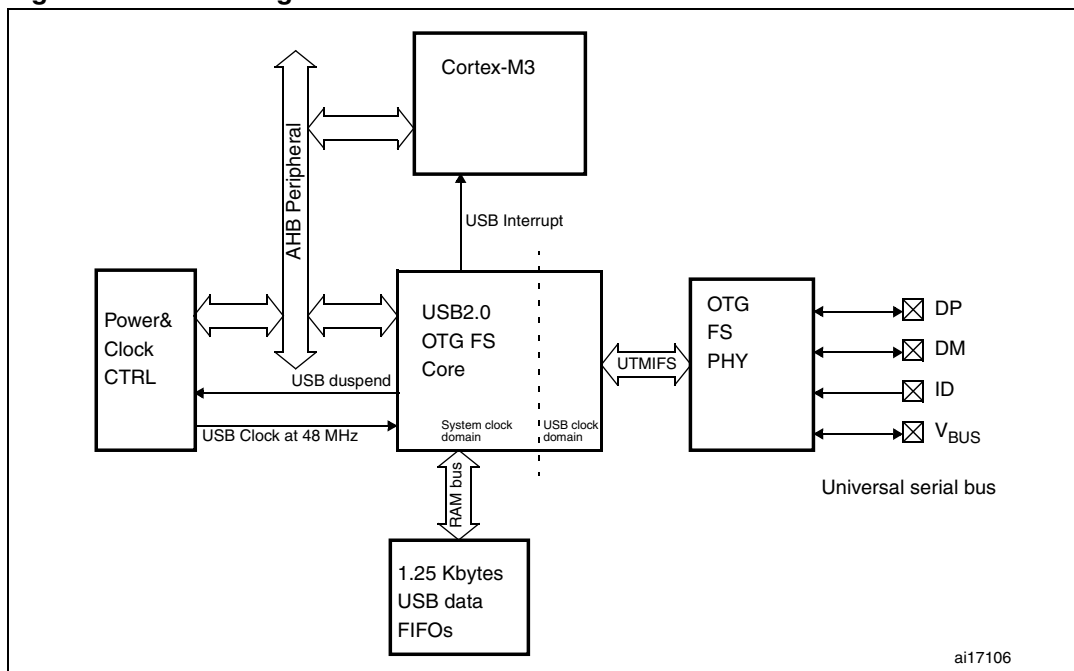 Cortex-M3
AHB Peripheral
USB Interrupt
Power&
Clock
CTRL
USB2.0
OTG FS
Core
System clock
domain
USB clock
domain
USB duspend
USB Clock at 48 MHz
UTMIFS
OTG
FS
PHY
DP
DM
ID
VBUS
Universal serial bus
RAM bus
1.25 Kbytes
USB data
FIFOs
ai17106